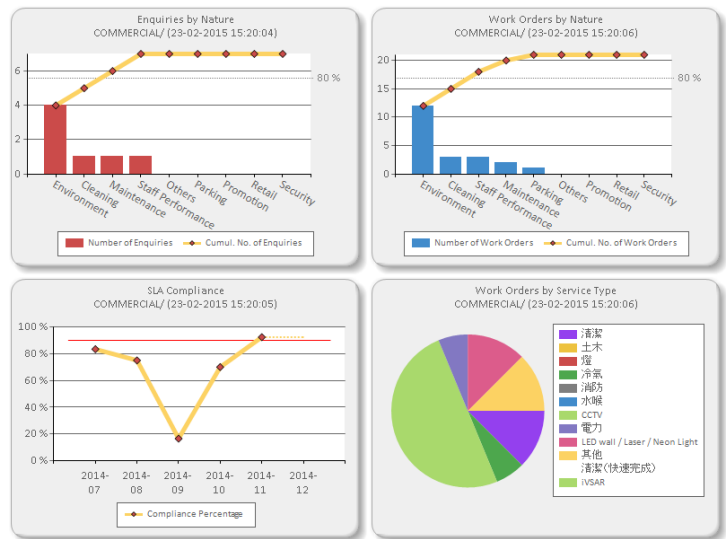 Enquiries by Nature
COMMERCIAL/ (23-02-2015 15:20:04)
6
4
2
0
80 %
Environment
Cleaning
Maintenance
Staff Performance
Others
Parking
Promotion
Retail
Security
Number of Enquiries
Cumul. No. of Enquiries
Work Orders by Nature
COMMERCIAL/ (23-02-2015 15:20:06)
20
15
10
5
0
80 %
Environment
Cleaning
Staff Performance
Maintenance
Parking
Others
Promotion
Retail
Security
Number of Work Orders
Cumul. No. of Work Orders
SLA Compliance
COMMERCIAL/ (23-02-2015 15:20:05)
100 %
80 %
60 %
40 %
20 %
0 %
2014-
07
2014-
08
2014-
09
2014-
10
2014-
11
2014-
12
Compliance Percentage
Work Orders by Service Type
COMMERCIAL/ (23-02-2015 15:20:06)
清潔
土木
燈
冷氣
消防
水喉
CCTV
電力
LED wall / Laser / Neon Light
其他
清潔(快速完成)
iVSAR